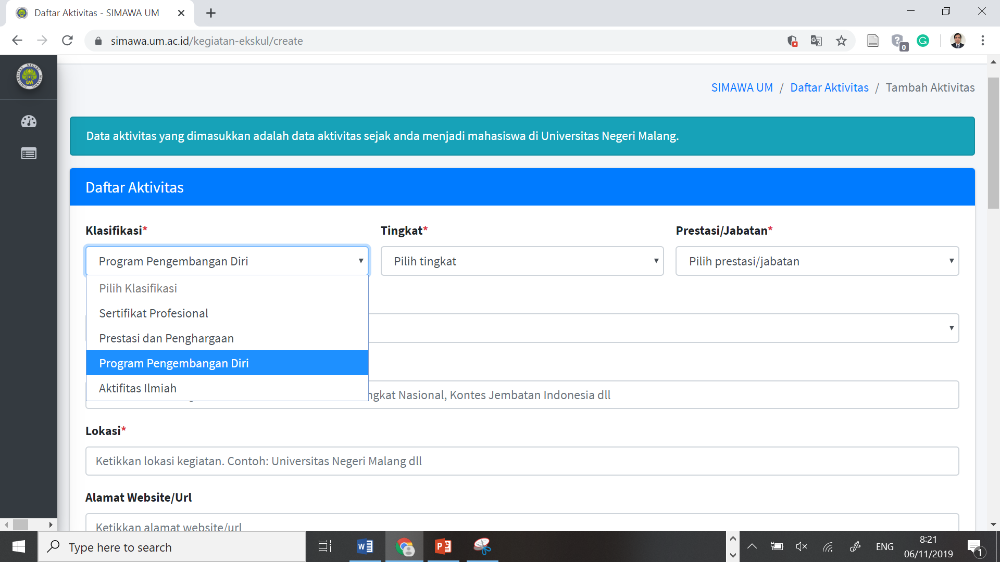 Daftar Aktivitas - SIMAWA UM
simawa.um.ac.id/kegiatan-ekskul/create
0
SIMAWA UM / Daftar Aktivitas / Tambah Aktivitas
Data aktivitas yang dimasukkan adalah data aktivitas sejak anda menjadi mahasiswa di Universitas Negeri Malang.
Daftar Aktivitas
Klasifikasi* Tingkat* Prestasi/Jabatan*
Program Pengembangan Diri Pilih tingkat Pilih prestasi/jabatan
Pilih Klasifikasi
Sertifikat Profesional
Prestasi dan Penghargaan
Program Pengembangan Diri
Aktifitas Ilmiah
ngkat Nasional, Kontes Jembatan Indonesia dll
Lokasi*
Ketikkan lokasi kegiatan. Contoh: Universitas Negeri Malang dll
Alamat Website/Url
Ketikkan alamat website/url
Type here to search
ENG
8:21
06/11/2019
1